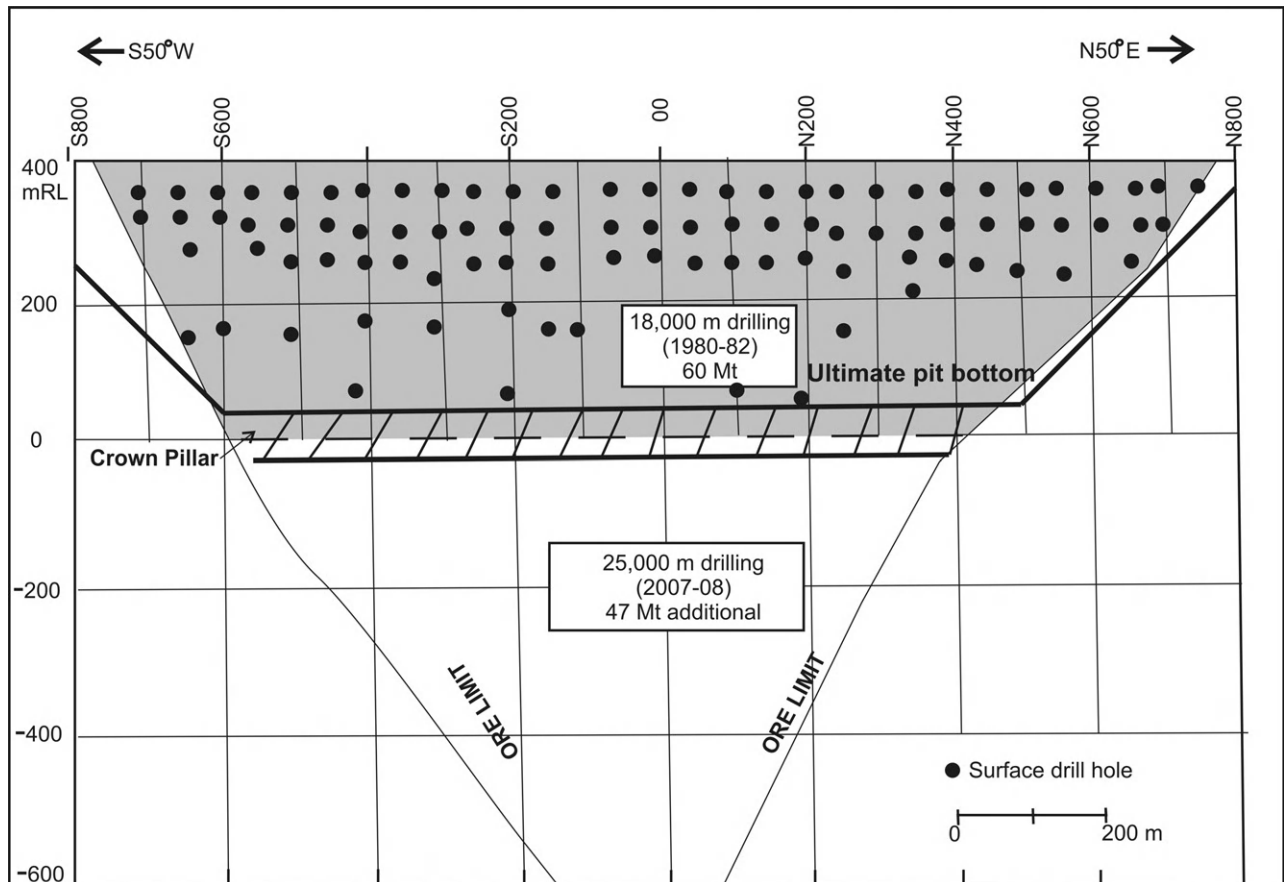 S50°W
N50°E
S800
S600
S200
00
N200
N400
N600
N800
400
mRL
200
18,000 m drilling
(1980-82)
60 Mt
Ultimate pit bottom
0
Crown Pillar
25,000 m drilling
(2007-08)
47 Mt additional
-200
ORE LIMIT
ORE LIMIT
-400
Surface drill hole
0
200 m
-600